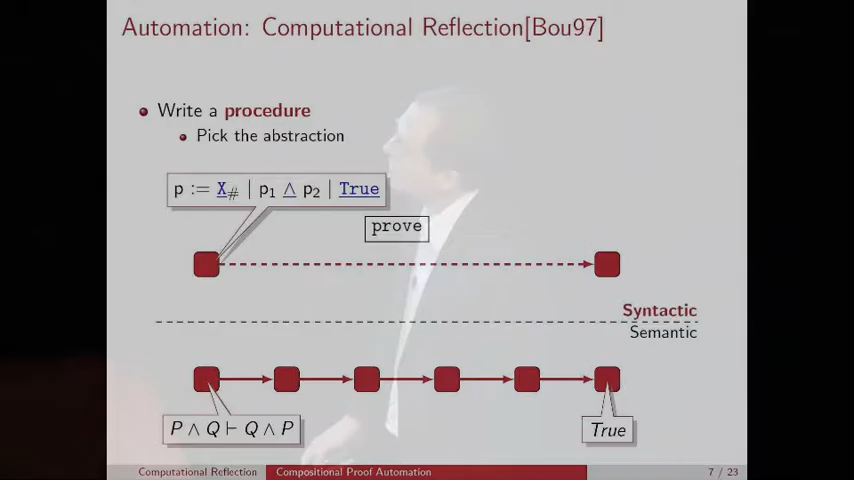 Automation: Computational Reflection[Bou97]
Write a procedure
Pick the abstraction
p := X# | p1 ∧ p2 | True
prove
Syntactic
Semantic
P ∧ Q ⊢ Q ∧ P
True
Computational Reflection Compositional Proof Automation 7 / 23